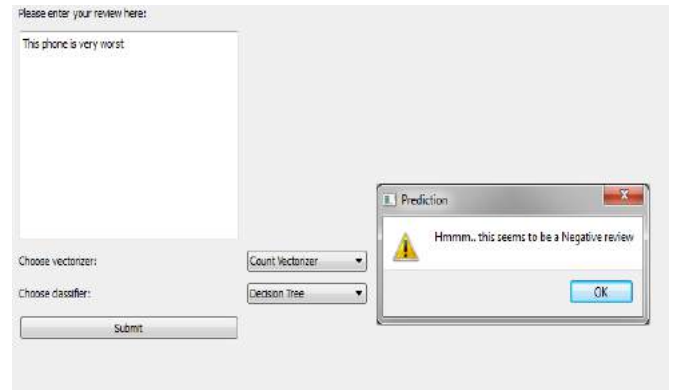 Please enter your review here:
This phone is very worst
Prediction
Hmmm.. this seems to be a Negative review
OK
Choose vectorizer:
Count Vectorizer
Choose classifier:
Decision Tree
Submit